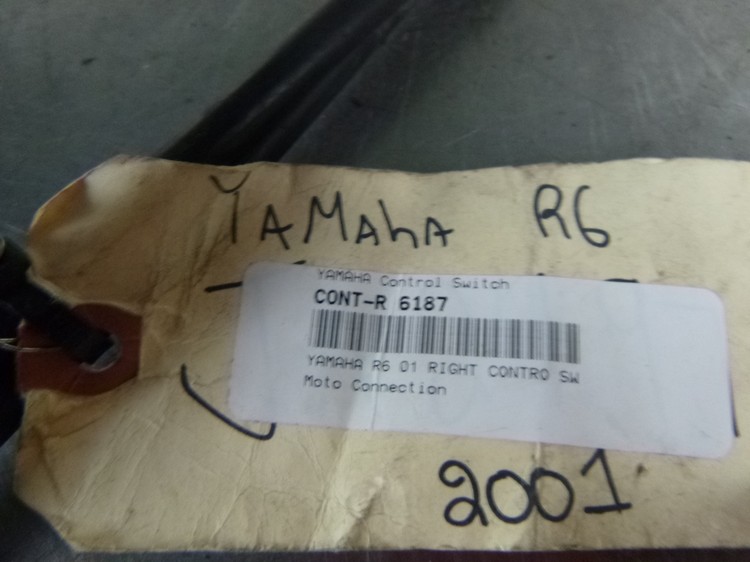 YAMAhA R6
YAMAHA Control Switch
CONT-R 6187
YAMAHA R6 01 RIGHT CONTRO SW
Moto Connection
2001